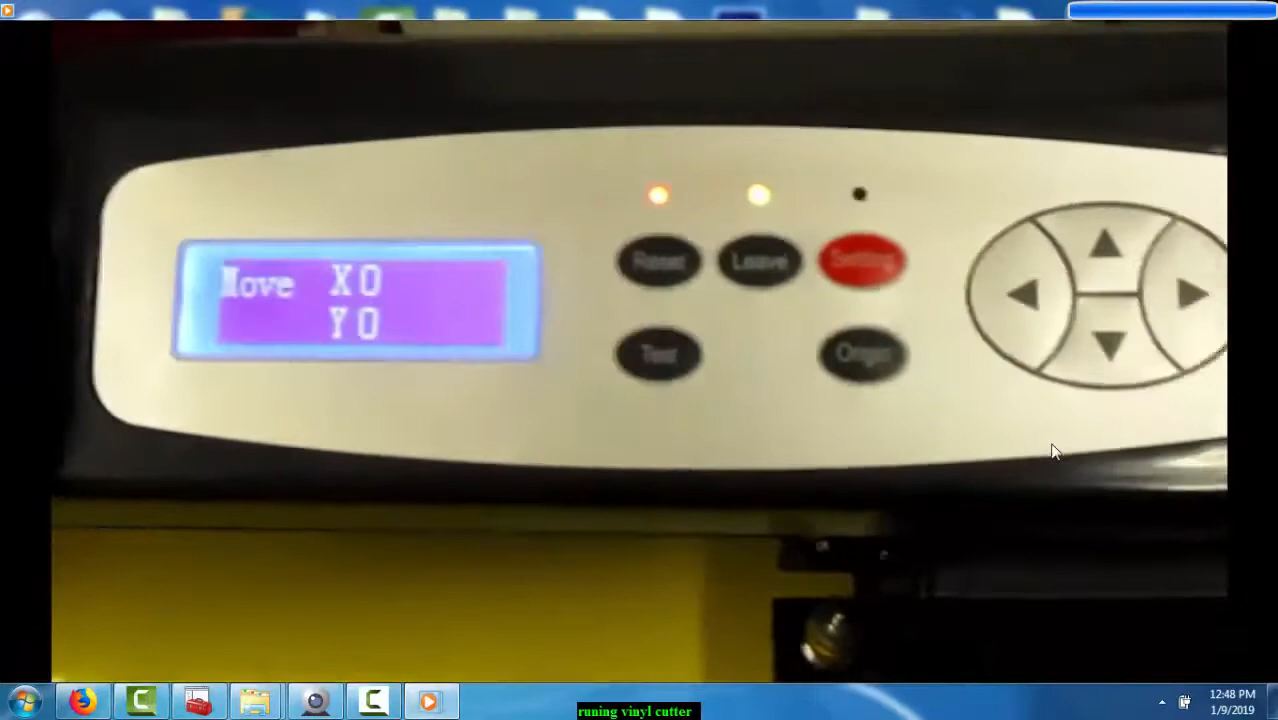 Move X0
Y0
Reset
Leave
Setting
Test
Origin
12:48 PM
1/9/2019
runing vinyl cutter